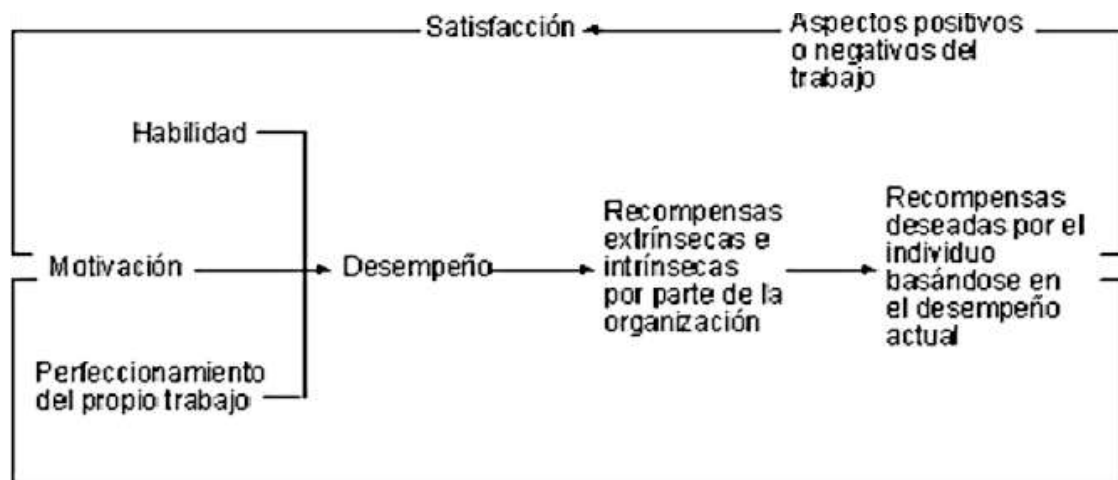 Satisfacción
Aspectos positivos
o negativos del
trabajo
Habilidad
Motivación
Desempeño
Recompensas
extrínsecas e
intrínsecas
por parte de la
organización
Recompensas
deseadas por el
individuo
basándose en
el desempeño
actual
Perfeccionamiento
del propio trabajo